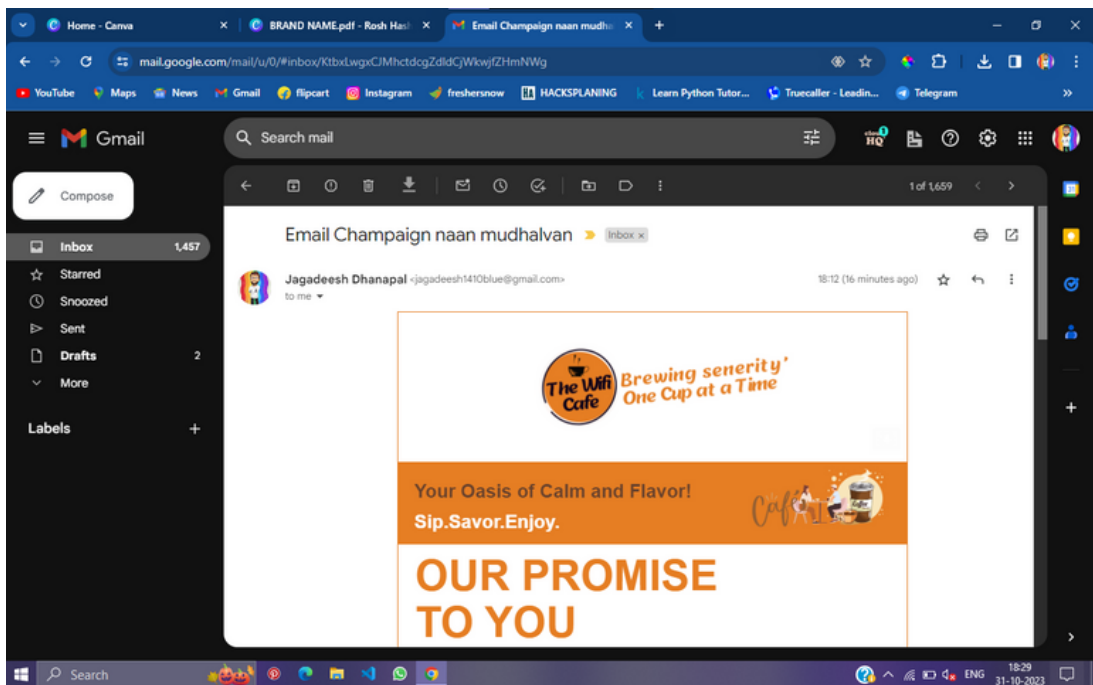 Home - Canva
BRAND NAME.pdf - Rosh Hash
Email Champaign naan mudha
mail.google.com/mail/u/0/#inbox/KtbxLwgxCJMhctdcgZdldCjWkwjfZHmNWg
YouTube Maps News Gmail flipcart Instagram freshersnow HACKSPLANING Learn Python Tutor... Truecaller - Leadin... Telegram
Gmail
Search mail
cloud HQ
Compose
1 of 1,659
Email Champaign naan mudhalvan
Inbox x
Inbox 1,457
Jagadeesh Dhanapal <jagadeesh1410blue@gmail.com>
18:12 (16 minutes ago)
to me
Starred
Snoozed
Sent
Drafts 2
More
Labels
The Wifi
Cafe
Brewing senerity'
One Cup at a Time
Your Oasis of Calm and Flavor!
Sip.Savor.Enjoy.
Café
Coffee
OUR PROMISE
TO YOU
Search
ENG
18:29
31-10-2023